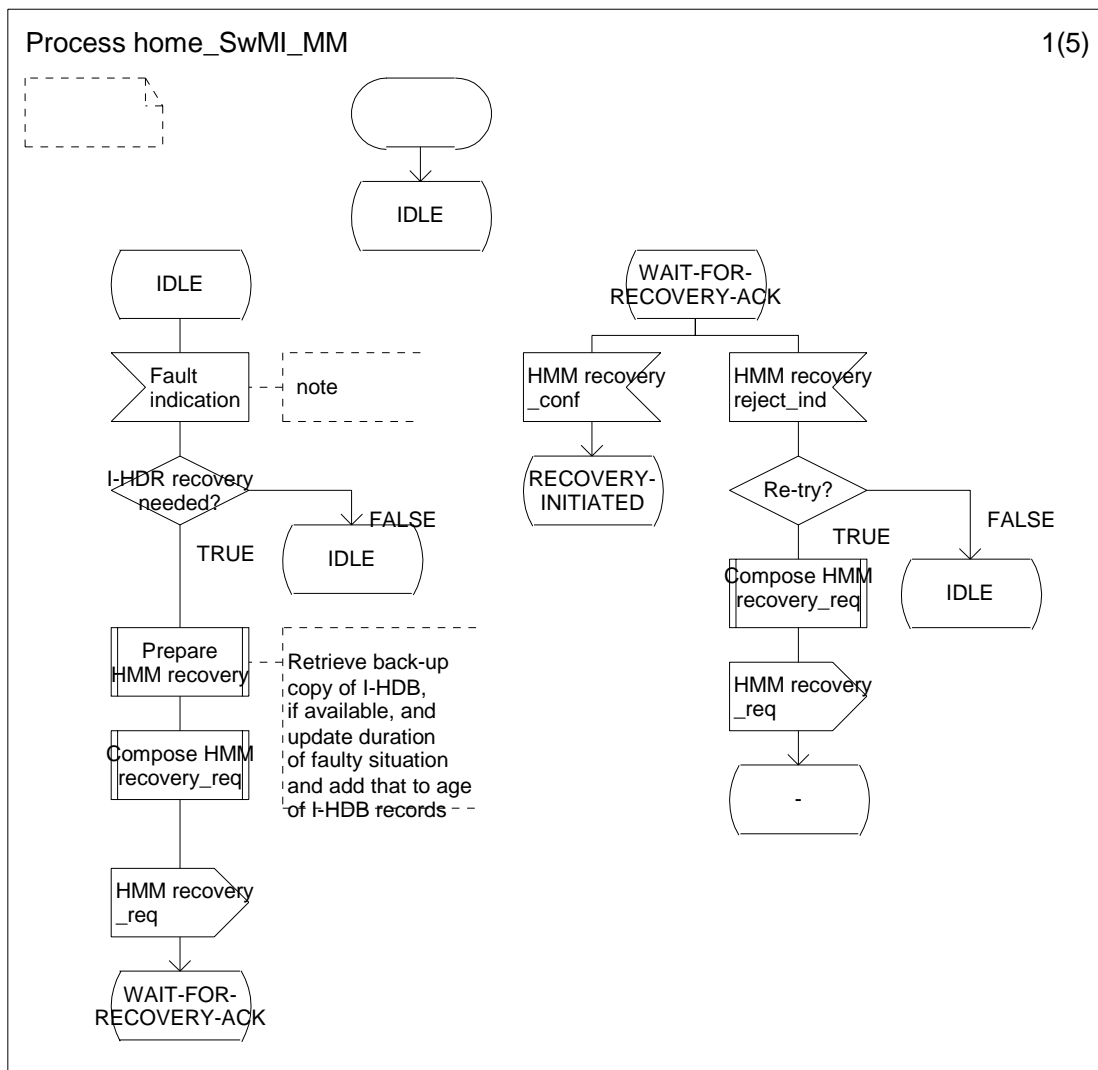 Process home_SwMI_MM
1(5)
IDLE
IDLE
Fault
indication
note
I-HDR recovery
needed?
FALSE
TRUE
IDLE
Prepare
HMM recovery
Retrieve back-up
copy of I-HDB,
if available, and
update duration
of faulty situation
and add that to age
of I-HDB records
Compose HMM
recovery_req
HMM recovery
_req
WAIT-FOR-
RECOVERY-ACK
WAIT-FOR-
RECOVERY-ACK
HMM recovery
_conf
RECOVERY-
INITIATED
HMM recovery
reject_ind
Re-try?
FALSE
TRUE
IDLE
Compose HMM
recovery_req
HMM recovery
_req
-